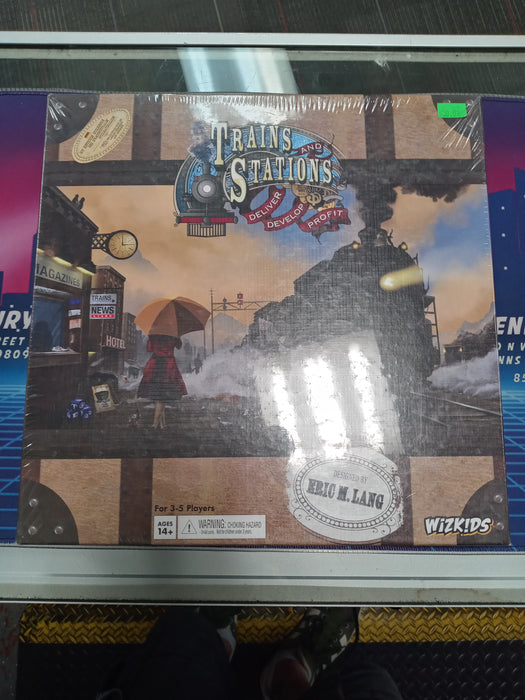 TRAINS
AND
STATIONS
DELIVER
DEVELOP
PROFIT
MAGAZINES
TRAINS
NEWS
HOTEL
DESIGNED BY
ERIC M. LANG
For 3-5 Players
AGES
14+
WARNING: CHOKING HAZARD
WIZKIDS